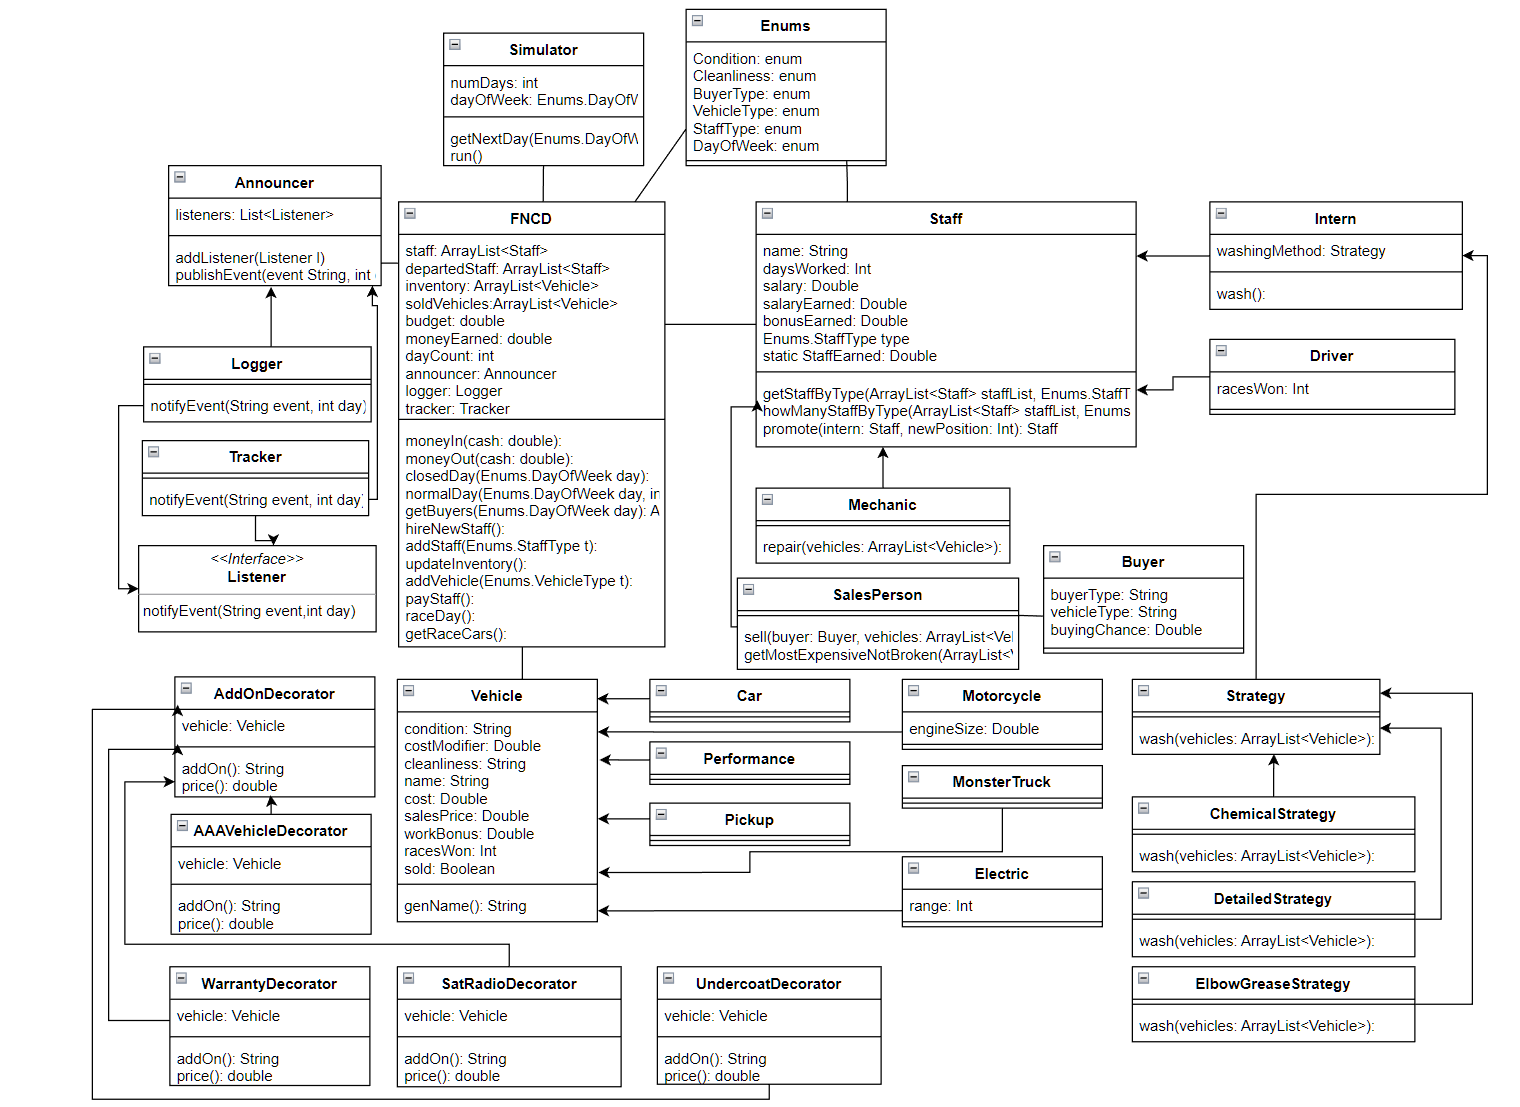 Enums
Condition: enum
Cleanliness: enum
BuyerType: enum
VehicleType: enum
StaffType: enum
DayOfWeek: enum
Simulator
numDays: int
dayOfWeek: Enums.DayOfW
getNextDay(Enums.DayOfW
run()
Announcer
listeners: List<Listener>
addListener(Listener l)
publishEvent(event String, int
FNCD
staff: ArrayList<Staff>
departedStaff: ArrayList<Staff>
inventory: ArrayList<Vehicle>
soldVehicles:ArrayList<Vehicle>
budget: double
moneyEarned: double
dayCount: int
announcer: Announcer
logger: Logger
tracker: Tracker
moneyIn(cash: double):
moneyOut(cash: double):
closedDay(Enums.DayOfWeek day):
normalDay(Enums.DayOfWeek day, in
getBuyers(Enums.DayOfWeek day): A
hireNewStaff():
addStaff(Enums.StaffType t):
updateInventory():
addVehicle(Enums.VehicleType t):
payStaff():
raceDay():
getRaceCars():
Staff
name: String
daysWorked: Int
salary: Double
salaryEarned: Double
bonusEarned: Double
Enums.StaffType type
static StaffEarned: Double
getStaffByType(ArrayList<Staff> staffList, Enums.StaffT
howManyStaffByType(ArrayList<Staff> staffList, Enums
promote(intern: Staff, newPosition: Int): Staff
Intern
washingMethod: Strategy
wash():
Driver
racesWon: Int
Logger
notifyEvent(String event, int day)
Tracker
notifyEvent(String event, int day)
<<Interface>>
Listener
notifyEvent(String event,int day)
Mechanic
repair(vehicles: ArrayList<Vehicle>):
SalesPerson
sell(buyer: Buyer, vehicles: ArrayList<Vel
getMostExpensiveNotBroken(ArrayList<V
Buyer
buyerType: String
vehicleType: String
buyingChance: Double
AddOnDecorator
vehicle: Vehicle
addOn(): String
price(): double
Vehicle
condition: String
costModifier: Double
cleanliness: String
name: String
cost: Double
salesPrice: Double
workBonus: Double
racesWon: Int
sold: Boolean
genName(): String
Car
Performance
Pickup
Motorcycle
engineSize: Double
MonsterTruck
Electric
range: Int
Strategy
wash(vehicles: ArrayList<Vehicle>):
ChemicalStrategy
wash(vehicles: ArrayList<Vehicle>):
DetailedStrategy
wash(vehicles: ArrayList<Vehicle>):
ElbowGreaseStrategy
wash(vehicles: ArrayList<Vehicle>):
AAAVehicleDecorator
vehicle: Vehicle
addOn(): String
price(): double
WarrantyDecorator
vehicle: Vehicle
addOn(): String
price(): double
SatRadioDecorator
vehicle: Vehicle
addOn(): String
price(): double
UndercoatDecorator
vehicle: Vehicle
addOn(): String
price(): double